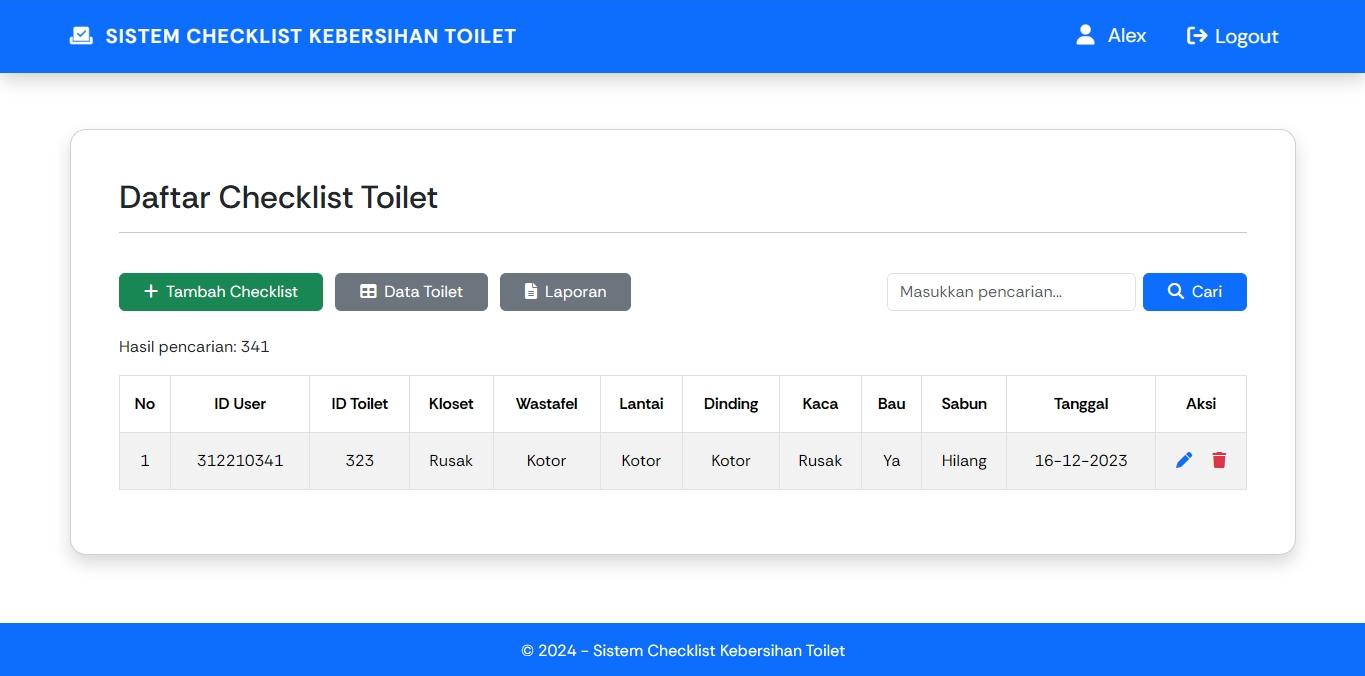 SISTEM CHECKLIST KEBERSIHAN TOILET Alex Logout
Daftar Checklist Toilet
Tambah Checklist Data Toilet Laporan Masukkan pencarian... Cari
Hasil pencarian: 341
No ID User ID Toilet Kloset Wastafel Lantai Dinding Kaca Bau Sabun Tanggal Aksi
1 312210341 323 Rusak Kotor Kotor Kotor Rusak Ya Hilang 16-12-2023
© 2024 - Sistem Checklist Kebersihan Toilet